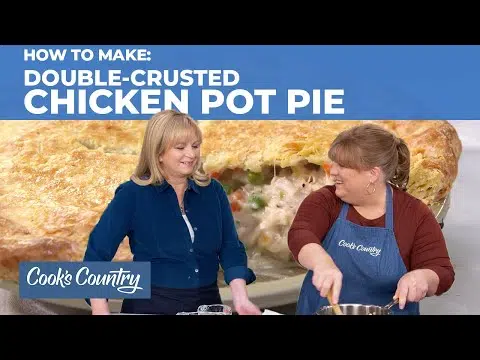 HOW TO MAKE:
DOUBLE-CRUSTED
CHICKEN POT PIE
Cook's Country
Cook's Country